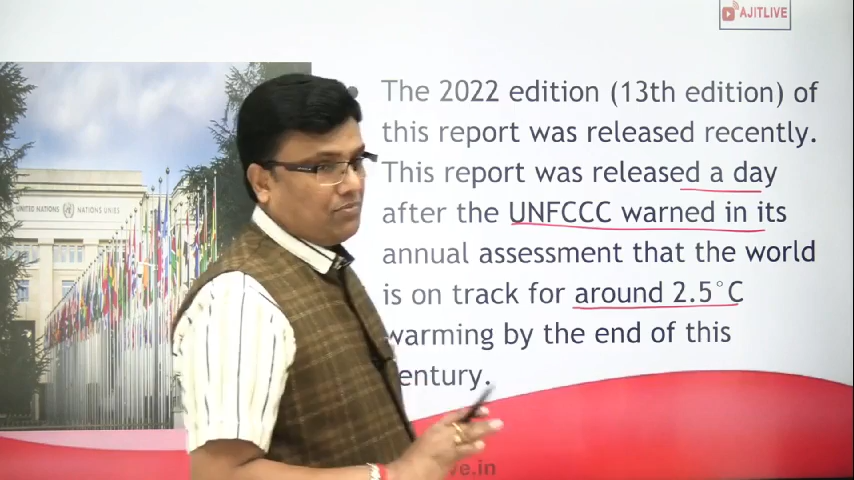 AJITLIVE
The 2022 edition (13th edition) of
this report was released recently.
This report was released a day
after the UNFCCC warned in its
annual assessment that the world
is on track for around 2.5°C
warming by the end of this
entury.
UNITED NATIONS NATIONS UNIES
ve.in